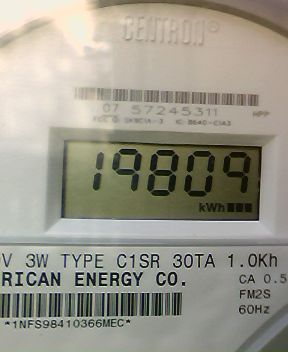 CENTRON®
07 57245311
19809
kWh
V 3W TYPE C1SR 30TA 1.0Kh
RICAN ENERGY CO.
CA 0.5
FM2S
*1NFS98410366MEC*
60Hz